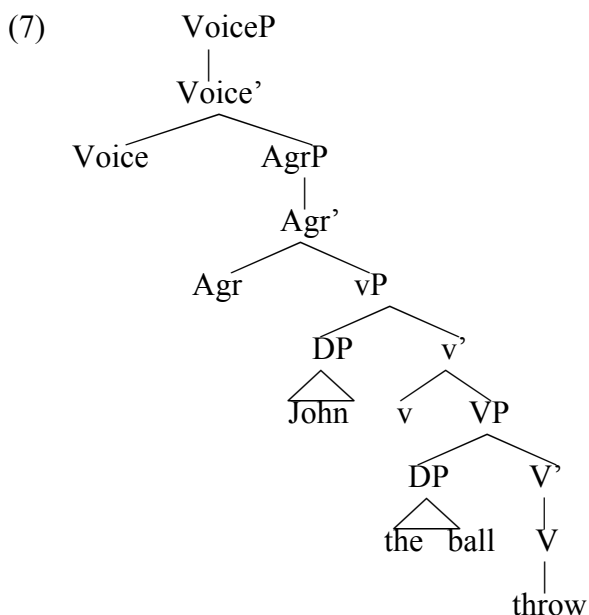 (7) VoiceP
Voice’
Voice AgrP
Agr’
Agr vP
DP v’
John v VP
DP V’
the ball V
throw